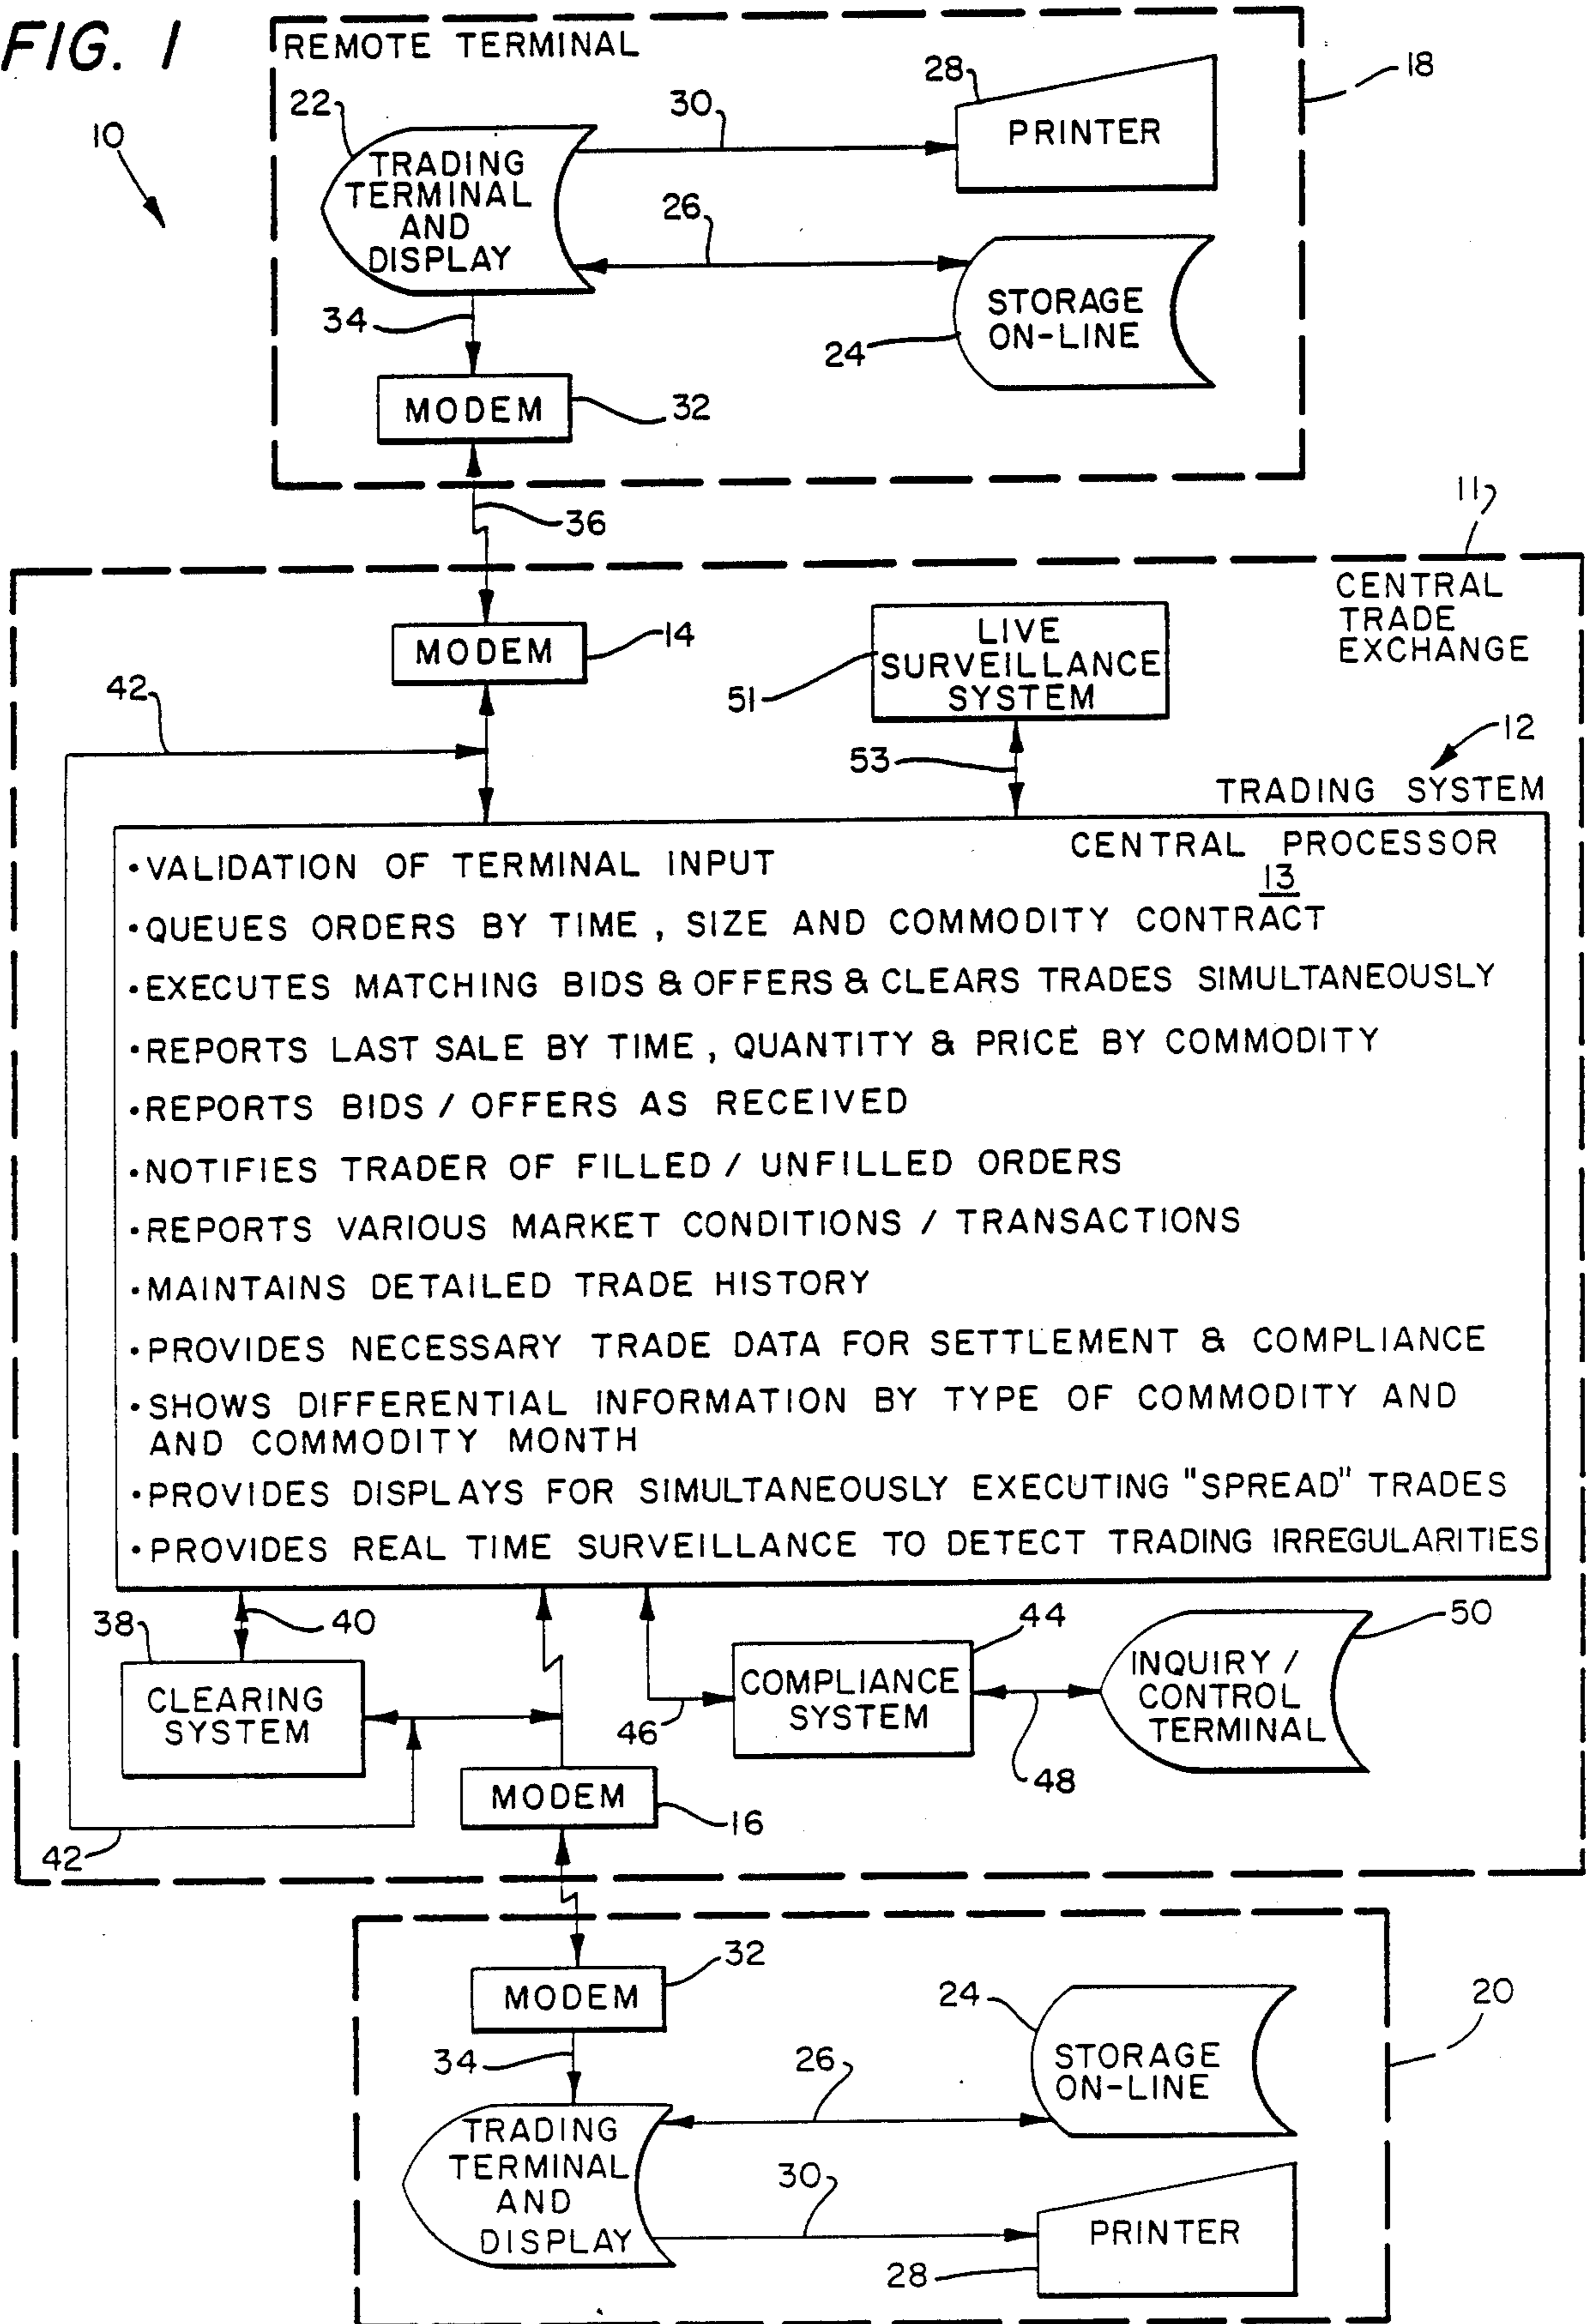 FIG. 1
REMOTE TERMINAL
18
10
22
TRADING
TERMINAL
AND
DISPLAY
30
28
PRINTER
26
STORAGE
ON-LINE
24
34
MODEM
32
36
11
CENTRAL
TRADE
EXCHANGE
MODEM
14
LIVE
SURVEILLANCE
SYSTEM
51
42
53
12
TRADING SYSTEM
CENTRAL PROCESSOR
13
•VALIDATION OF TERMINAL INPUT
•QUEUES ORDERS BY TIME, SIZE AND COMMODITY CONTRACT
•EXECUTES MATCHING BIDS & OFFERS & CLEARS TRADES SIMULTANEOUSLY
•REPORTS LAST SALE BY TIME, QUANTITY & PRICE BY COMMODITY
•REPORTS BIDS / OFFERS AS RECEIVED
•NOTIFIES TRADER OF FILLED / UNFILLED ORDERS
•REPORTS VARIOUS MARKET CONDITIONS / TRANSACTIONS
•MAINTAINS DETAILED TRADE HISTORY
•PROVIDES NECESSARY TRADE DATA FOR SETTLEMENT & COMPLIANCE
•SHOWS DIFFERENTIAL INFORMATION BY TYPE OF COMMODITY AND
AND COMMODITY MONTH
•PROVIDES DISPLAYS FOR SIMULTANEOUSLY EXECUTING "SPREAD" TRADES
•PROVIDES REAL TIME SURVEILLANCE TO DETECT TRADING IRREGULARITIES
38
40
CLEARING
SYSTEM
44
COMPLIANCE
SYSTEM
46
48
INQUIRY /
CONTROL
TERMINAL
50
MODEM
16
42
MODEM
32
34
TRADING
TERMINAL
AND
DISPLAY
26
24
STORAGE
ON-LINE
20
30
PRINTER
28